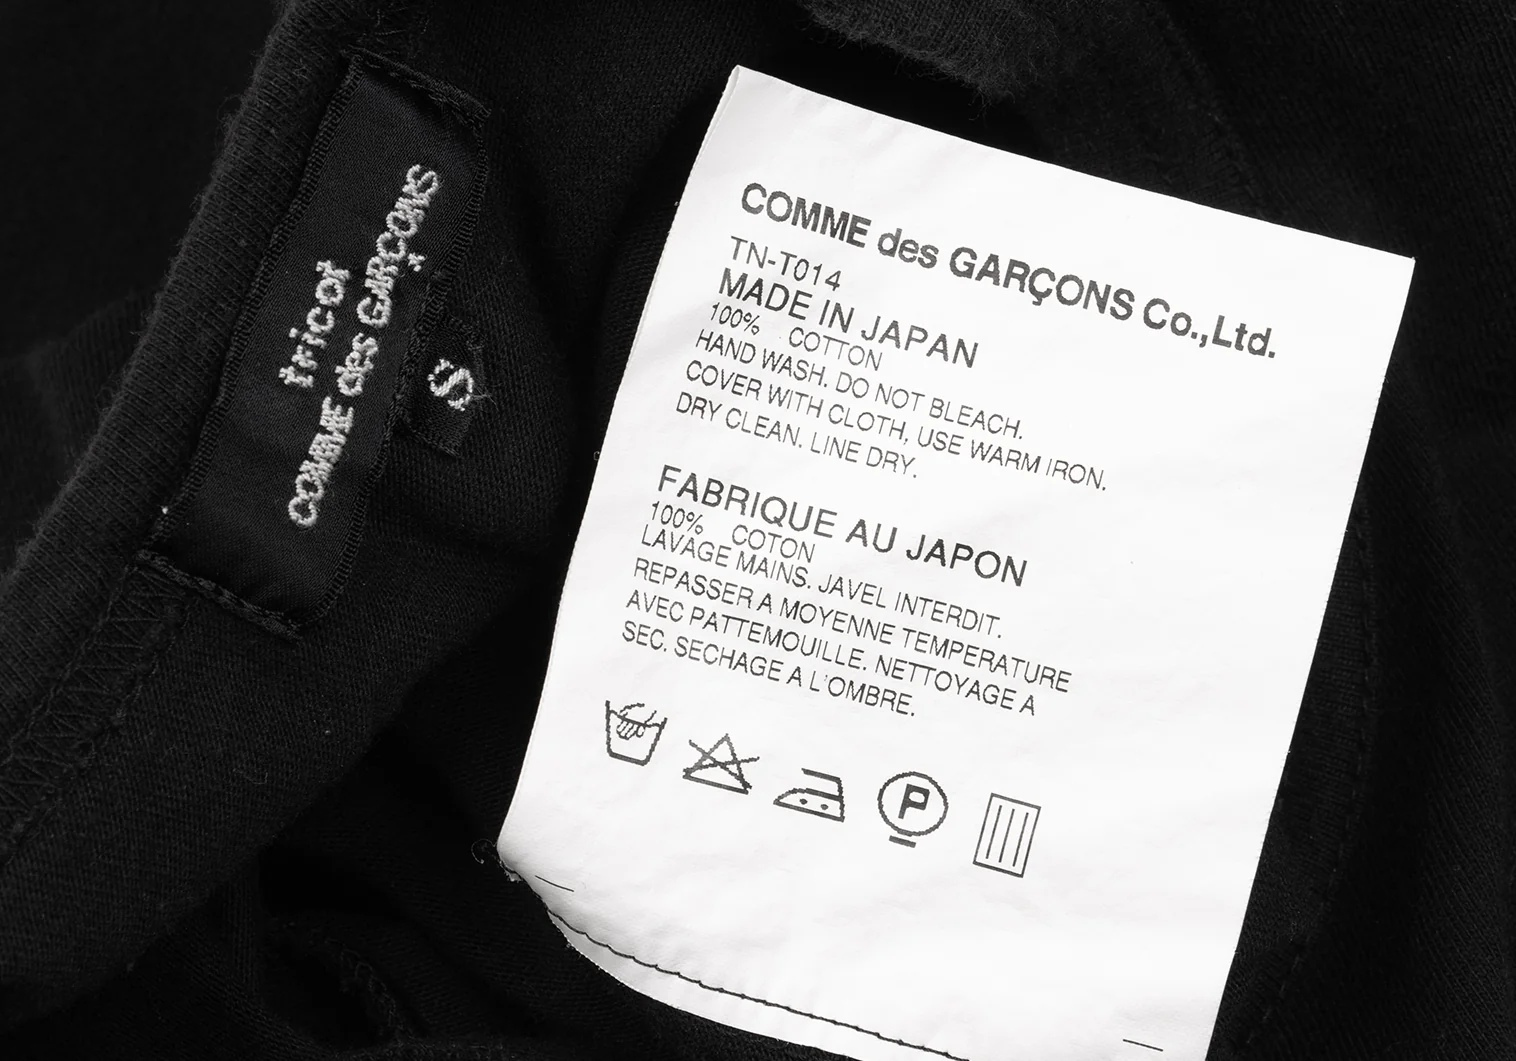 tricot
COMME des GARÇONS
S
COMME des GARÇONS Co.,Ltd.
TN-T014
MADE IN JAPAN
100% COTTON
HAND WASH. DO NOT BLEACH.
COVER WITH CLOTH, USE WARM IRON.
DRY CLEAN. LINE DRY.
FABRIQUE AU JAPON
100% COTON
LAVAGE MAINS. JAVEL INTERDIT.
REPASSER A MOYENNE TEMPERATURE
AVEC PATTEMOUILLE. NETTOYAGE A
SEC. SECHAGE A L'OMBRE.
P